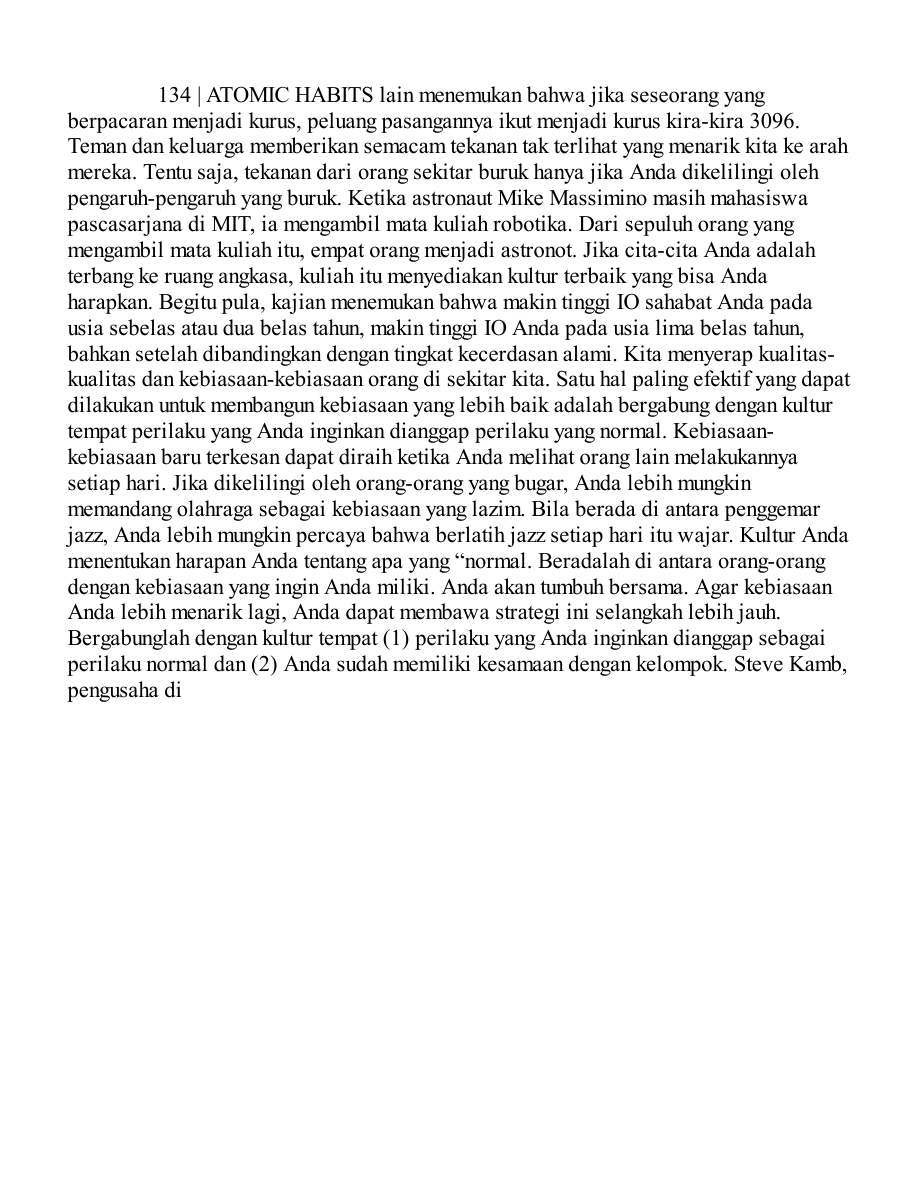 134 | ATOMIC HABITS lain menemukan bahwa jika seseorang yang
berpacaran menjadi kurus, peluang pasangannya ikut menjadi kurus kira-kira 3096.
Teman dan keluarga memberikan semacam tekanan tak terlihat yang menarik kita ke arah
mereka. Tentu saja, tekanan dari orang sekitar buruk hanya jika Anda dikelilingi oleh
pengaruh-pengaruh yang buruk. Ketika astronaut Mike Massimino masih mahasiswa
pascasarjana di MIT, ia mengambil mata kuliah robotika. Dari sepuluh orang yang
mengambil mata kuliah itu, empat orang menjadi astronot. Jika cita-cita Anda adalah
terbang ke ruang angkasa, kuliah itu menyediakan kultur terbaik yang bisa Anda
harapkan. Begitu pula, kajian menemukan bahwa makin tinggi IO sahabat Anda pada
usia sebelas atau dua belas tahun, makin tinggi IO Anda pada usia lima belas tahun,
bahkan setelah dibandingkan dengan tingkat kecerdasan alami. Kita menyerap kualitas-
kualitas dan kebiasaan-kebiasaan orang di sekitar kita. Satu hal paling efektif yang dapat
dilakukan untuk membangun kebiasaan yang lebih baik adalah bergabung dengan kultur
tempat perilaku yang Anda inginkan dianggap perilaku yang normal. Kebiasaan-
kebiasaan baru terkesan dapat diraih ketika Anda melihat orang lain melakukannya
setiap hari. Jika dikelilingi oleh orang-orang yang bugar, Anda lebih mungkin
memandang olahraga sebagai kebiasaan yang lazim. Bila berada di antara penggemar
jazz, Anda lebih mungkin percaya bahwa berlatih jazz setiap hari itu wajar. Kultur Anda
menentukan harapan Anda tentang apa yang “normal. Beradalah di antara orang-orang
dengan kebiasaan yang ingin Anda miliki. Anda akan tumbuh bersama. Agar kebiasaan
Anda lebih menarik lagi, Anda dapat membawa strategi ini selangkah lebih jauh.
Bergabunglah dengan kultur tempat (1) perilaku yang Anda inginkan dianggap sebagai
perilaku normal dan (2) Anda sudah memiliki kesamaan dengan kelompok. Steve Kamb,
pengusaha di